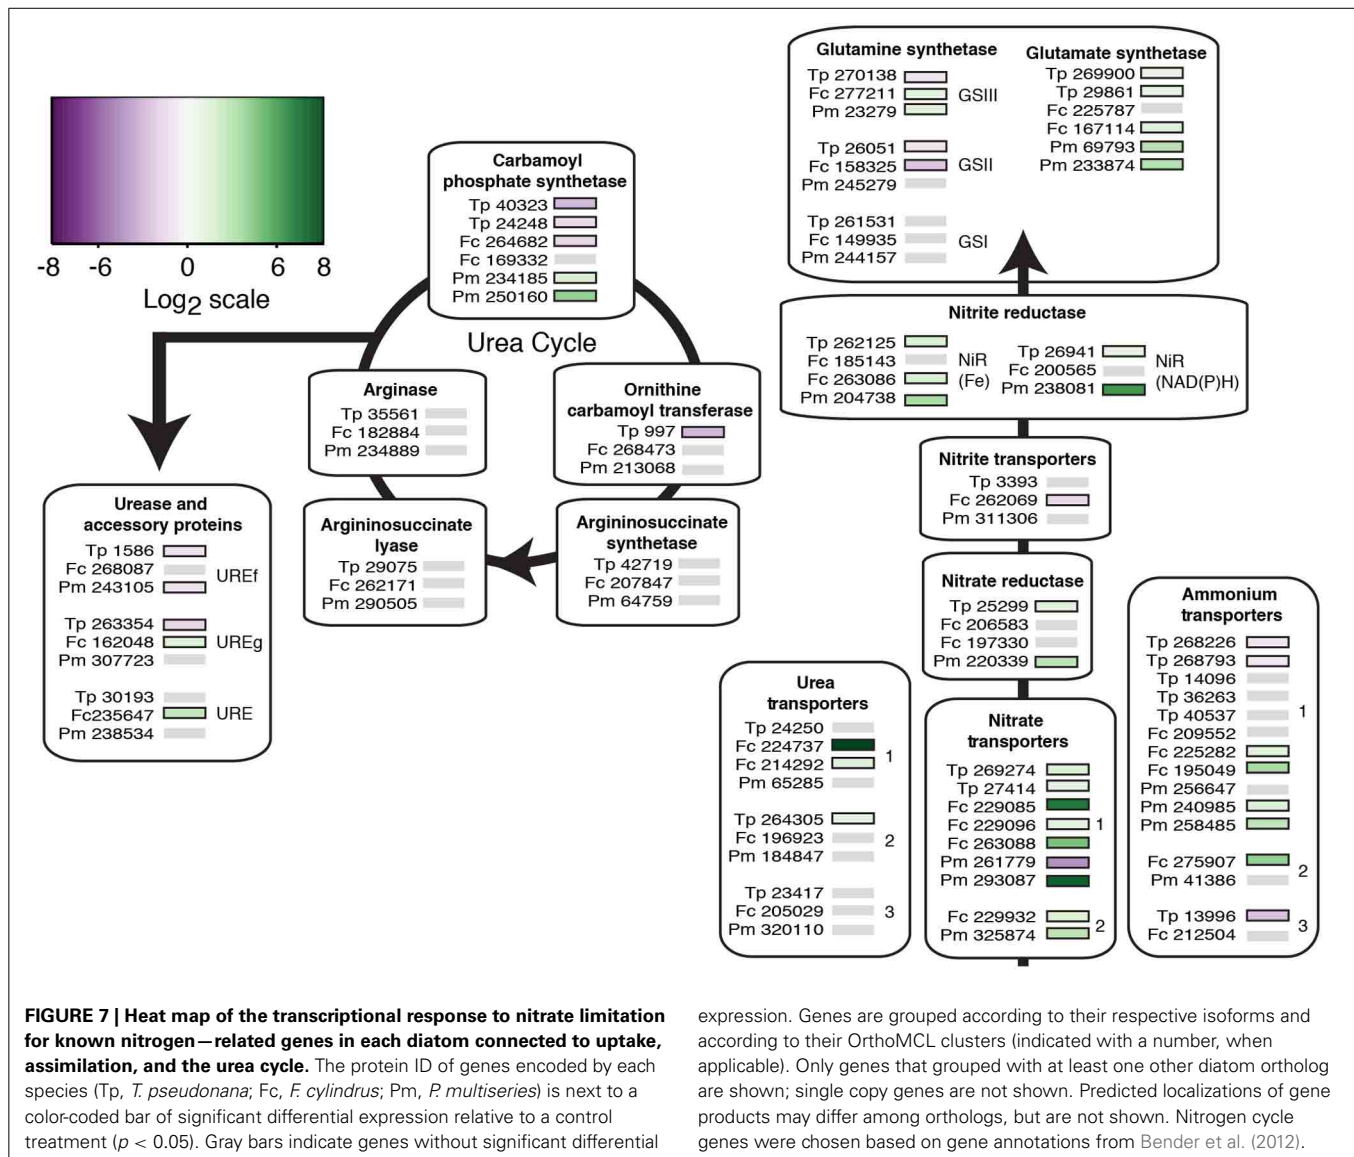 -8
-6
0
6
8
Log2 scale
Carbamoyl
phosphate synthetase
Tp 40323
Tp 24248
Fc 264682
Fc 169332
Pm 234185
Pm 250160
Urea Cycle
Arginase
Tp 35561
Fc 182884
Pm 234889
Ornithine
carbamoyl transferase
Tp 997
Fc 268473
Pm 213068
Argininosuccinate
lyase
Tp 29075
Fc 262171
Pm 290505
Argininosuccinate
synthetase
Tp 42719
Fc 207847
Pm 64759
Urease and
accessory proteins
Tp 1586
Fc 268087
Pm 243105
UREf
Tp 263354
Fc 162048
Pm 307723
UREg
Tp 30193
Fc235647
Pm 238534
URE
Glutamine synthetase
Tp 270138
Fc 277211
Pm 23279
GSIII
Tp 26051
Fc 158325
Pm 245279
GSII
Tp 261531
Fc 149935
Pm 244157
GSI
Glutamate synthetase
Tp 269900
Tp 29861
Fc 225787
Fc 167114
Pm 69793
Pm 233874
Nitrite reductase
Tp 262125
Fc 185143
Fc 263086
Pm 204738
NiR
(Fe)
Tp 26941
Fc 200565
Pm 238081
NiR
(NAD(P)H)
Nitrite transporters
Tp 3393
Fc 262069
Pm 311306
Nitrate reductase
Tp 25299
Fc 206583
Fc 197330
Pm 220339
Urea
transporters
Tp 24250
Fc 224737
Fc 214292
Pm 65285
1
Tp 264305
Fc 196923
Pm 184847
2
Tp 23417
Fc 205029
Pm 320110
3
Nitrate
transporters
Tp 269274
Tp 27414
Fc 229085
Fc 229096
Fc 263088
Pm 261779
Pm 293087
1
Fc 229932
Pm 325874
2
Ammonium
transporters
Tp 268226
Tp 268793
Tp 14096
Tp 36263
Tp 40537
Fc 209552
Fc 225282
Fc 195049
Pm 256647
Pm 240985
Pm 258485
1
Fc 275907
Pm 41386
2
Tp 13996
Fc 212504
3
FIGURE 7 | Heat map of the transcriptional response to nitrate limitation
for known nitrogen—related genes in each diatom connected to uptake,
assimilation, and the urea cycle. The protein ID of genes encoded by each
species (Tp, T. pseudonana; Fc, F. cylindrus; Pm, P. multiseries) is next to a
color-coded bar of significant differential expression relative to a control
treatment (p < 0.05). Gray bars indicate genes without significant differential
expression. Genes are grouped according to their respective isoforms and
according to their OrthoMCL clusters (indicated with a number, when
applicable). Only genes that grouped with at least one other diatom ortholog
are shown; single copy genes are not shown. Predicted localizations of gene
products may differ among orthologs, but are not shown. Nitrogen cycle
genes were chosen based on gene annotations from Bender et al. (2012).